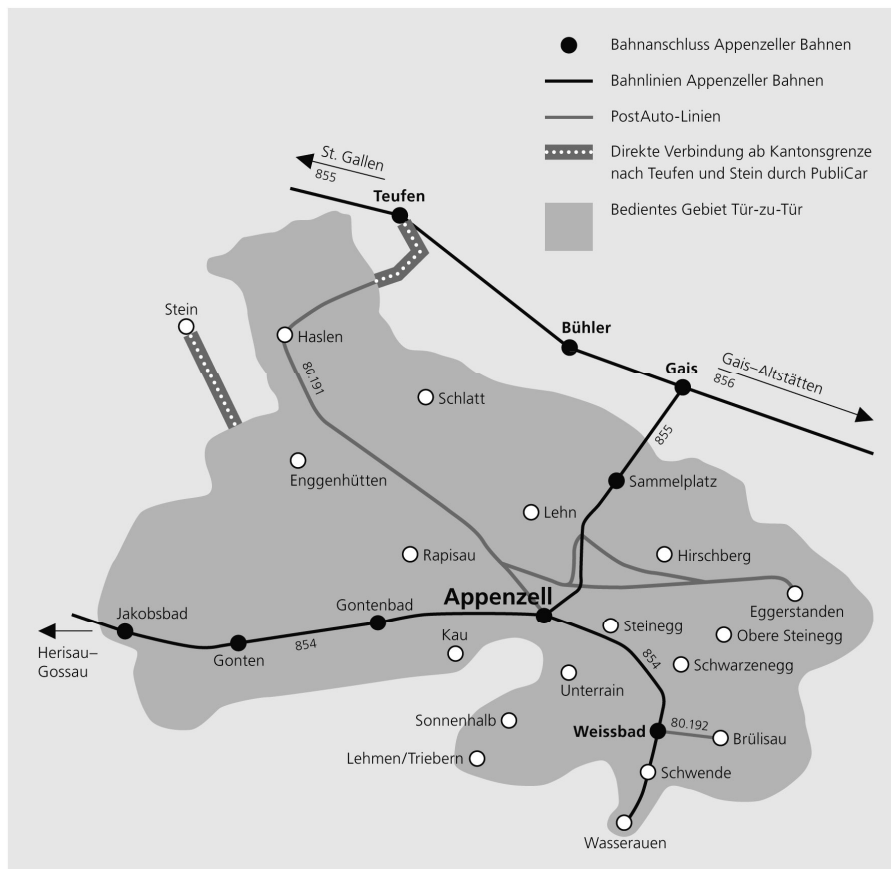 Bahnanschluss Appenzeller Bahnen
Bahnlinien Appenzeller Bahnen
PostAuto-Linien
Direkte Verbindung ab Kantonsgrenze
nach Teufen und Stein durch PubliCar
Bedientes Gebiet Tür-zu-Tür
St. Gallen
855
Teufen
Stein
Haslen
80.191
Bühler
Gais
Gais–Altstätten
856
Schlatt
855
Enggenhütten
Sammelplatz
Lehn
Rapisau
Hirschberg
Appenzell
Eggerstanden
Jakobsbad
Gontenbad
Herisau–
Gossau
Gonten
854
Kau
Steinegg
Obere Steinegg
854
Schwarzenegg
Unterrain
Sonnenhalb
Weissbad
80.192
Brülisau
Lehmen/Triebern
Schwende
Wasserauen